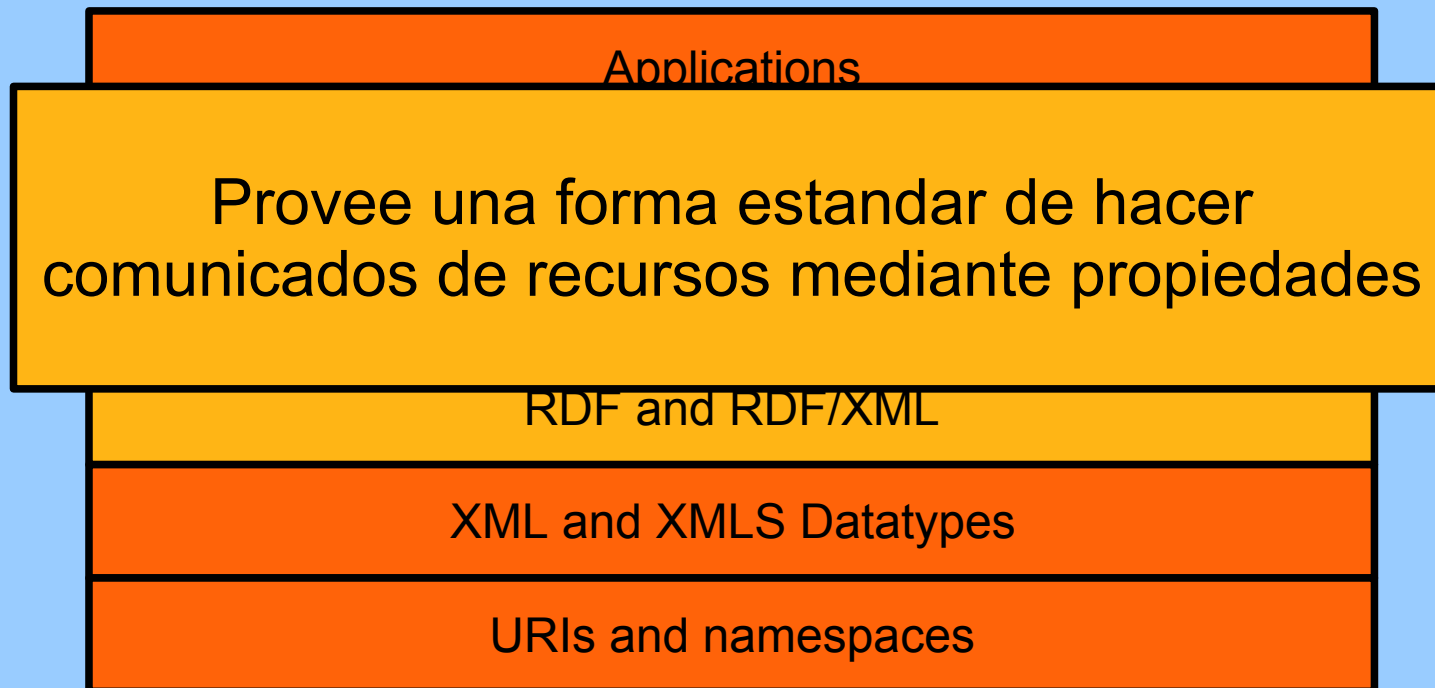 Applications
Provee una forma estandar de hacer
comunicados de recursos mediante propiedades
RDF and RDF/XML
XML and XMLS Datatypes
URIs and namespaces